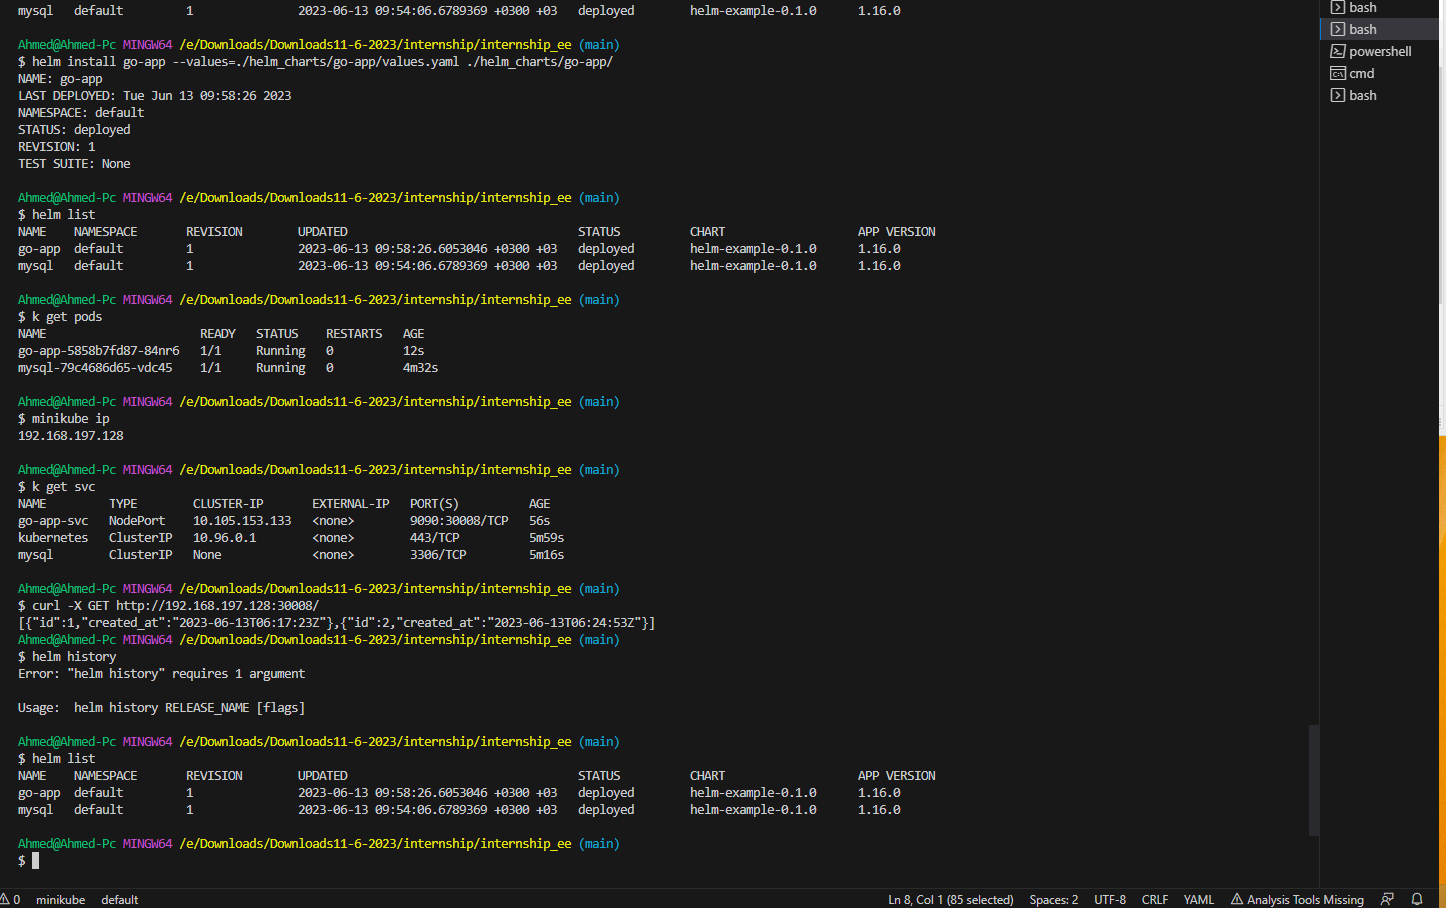 mysql   default         1               2023-06-13 09:54:06.6789369 +0300 +03   deployed        helm-example-0.1.0      1.16.0
Ahmed@Ahmed-Pc MINGW64 /e/Downloads/Downloads11-6-2023/internship/internship_ee (main)
$ helm install go-app --values=./helm_charts/go-app/values.yaml ./helm_charts/go-app/
NAME: go-app
LAST DEPLOYED: Tue Jun 13 09:58:26 2023
NAMESPACE: default
STATUS: deployed
REVISION: 1
TEST SUITE: None
Ahmed@Ahmed-Pc MINGW64 /e/Downloads/Downloads11-6-2023/internship/internship_ee (main)
$ helm list
NAME    NAMESPACE       REVISION        UPDATED                                 STATUS          CHART                   APP VERSION
go-app  default         1               2023-06-13 09:58:26.6053046 +0300 +03   deployed        helm-example-0.1.0      1.16.0
mysql   default         1               2023-06-13 09:54:06.6789369 +0300 +03   deployed        helm-example-0.1.0      1.16.0
Ahmed@Ahmed-Pc MINGW64 /e/Downloads/Downloads11-6-2023/internship/internship_ee (main)
$ k get pods
NAME                      READY   STATUS    RESTARTS   AGE
go-app-5858b7fd87-84nr6   1/1     Running   0          12s
mysql-79c4686d65-vdc45    1/1     Running   0          4m32s
Ahmed@Ahmed-Pc MINGW64 /e/Downloads/Downloads11-6-2023/internship/internship_ee (main)
$ minikube ip
192.168.197.128
Ahmed@Ahmed-Pc MINGW64 /e/Downloads/Downloads11-6-2023/internship/internship_ee (main)
$ k get svc
NAME         TYPE        CLUSTER-IP       EXTERNAL-IP   PORT(S)          AGE
go-app-svc   NodePort    10.105.153.133   <none>        9090:30008/TCP   56s
kubernetes   ClusterIP   10.96.0.1        <none>        443/TCP          5m59s
mysql        ClusterIP   None             <none>        3306/TCP         5m16s
Ahmed@Ahmed-Pc MINGW64 /e/Downloads/Downloads11-6-2023/internship/internship_ee (main)
$ curl -X GET http://192.168.197.128:30008/
[{"id":1,"created_at":"2023-06-13T06:17:23Z"},{"id":2,"created_at":"2023-06-13T06:24:53Z"}]
Ahmed@Ahmed-Pc MINGW64 /e/Downloads/Downloads11-6-2023/internship/internship_ee (main)
$ helm history
Error: "helm history" requires 1 argument
Usage:  helm history RELEASE_NAME [flags]
Ahmed@Ahmed-Pc MINGW64 /e/Downloads/Downloads11-6-2023/internship/internship_ee (main)
$ helm list
NAME    NAMESPACE       REVISION        UPDATED                                 STATUS          CHART                   APP VERSION
go-app  default         1               2023-06-13 09:58:26.6053046 +0300 +03   deployed        helm-example-0.1.0      1.16.0
mysql   default         1               2023-06-13 09:54:06.6789369 +0300 +03   deployed        helm-example-0.1.0      1.16.0
Ahmed@Ahmed-Pc MINGW64 /e/Downloads/Downloads11-6-2023/internship/internship_ee (main)
$
bash
bash
powershell
cmd
bash
0 minikube default Ln 8, Col 1 (85 selected) Spaces: 2 UTF-8 CRLF YAML Analysis Tools Missing